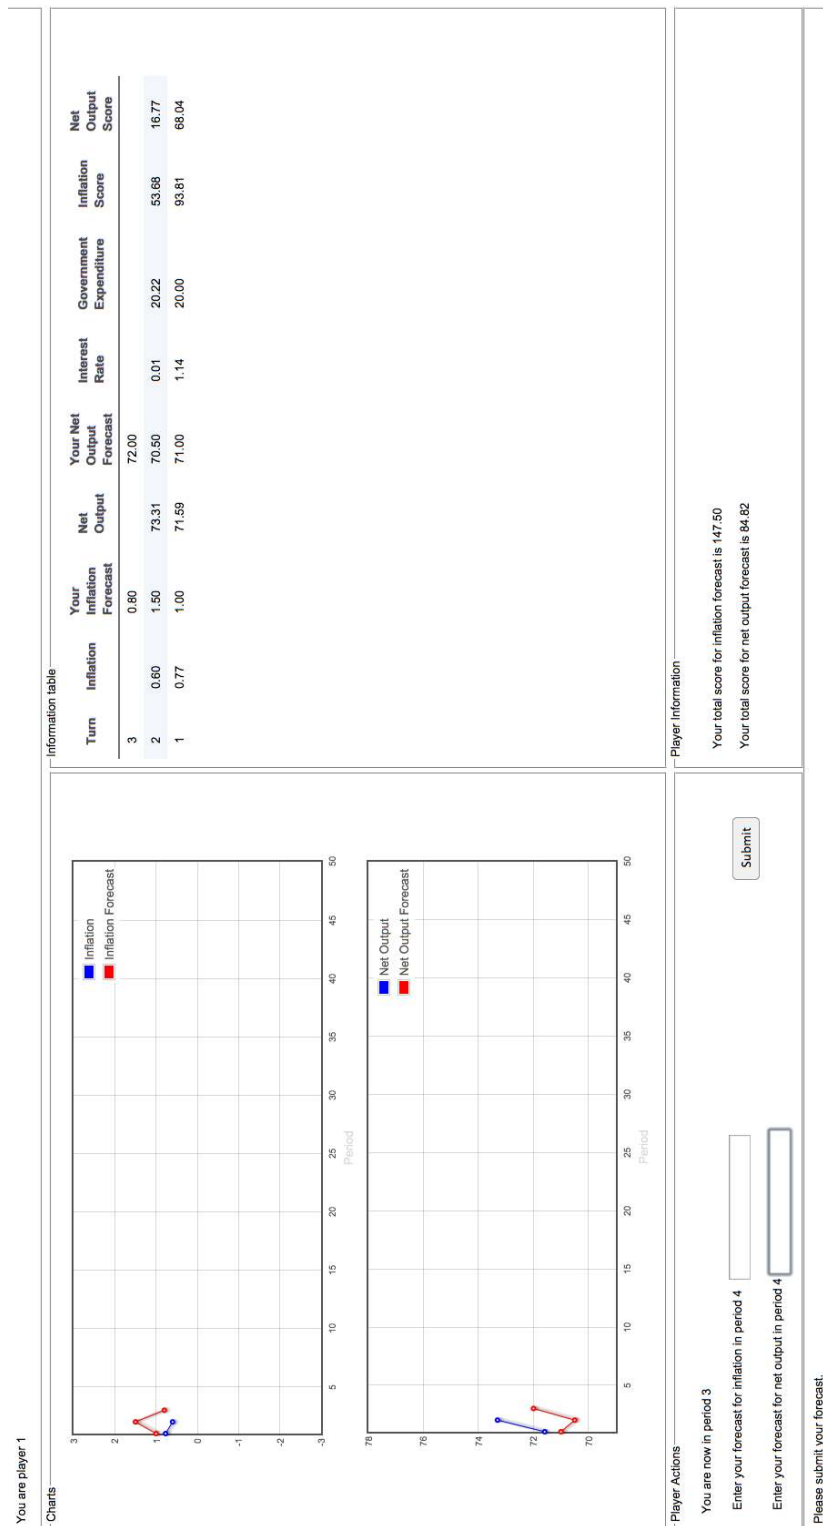 You are player 1
Charts
3
2
1
0
-1
-2
-3
Inflation
Inflation Forecast
5 10 15 20 25 30 35 40 45 50
Period
78
76
74
72
70
Net Output
Net Output Forecast
5 10 15 20 25 30 35 40 45 50
Period
Information table
Turn Inflation Your Inflation Forecast Net Output Your Net Output Forecast Interest Rate Government Expenditure Inflation Score Net Output Score
3 0.80 72.00
2 0.60 1.50 73.31 70.50 0.01 20.22 53.68 16.77
1 0.77 1.00 71.59 71.00 1.14 20.00 93.81 68.04
Player Actions
You are now in period 3
Enter your forecast for inflation in period 4
Submit
Enter your forecast for net output in period 4
Player Information
Your total score for inflation forecast is 147.50
Your total score for net output forecast is 84.82
Please submit your forecast.